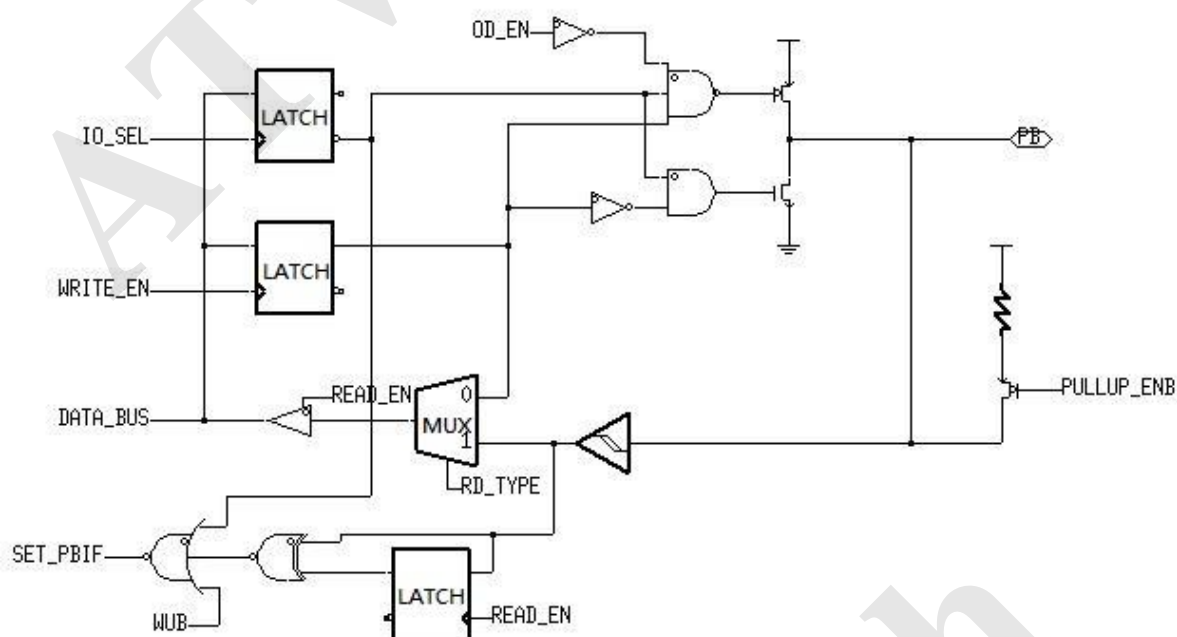 OD_EN
LATCH
IO_SEL
PB
LATCH
WRITE_EN
READ_EN
0
PULLUP_ENB
DATA_BUS
MUX
1
RD_TYPE
SET_PBIF
LATCH
READ_EN
WUB